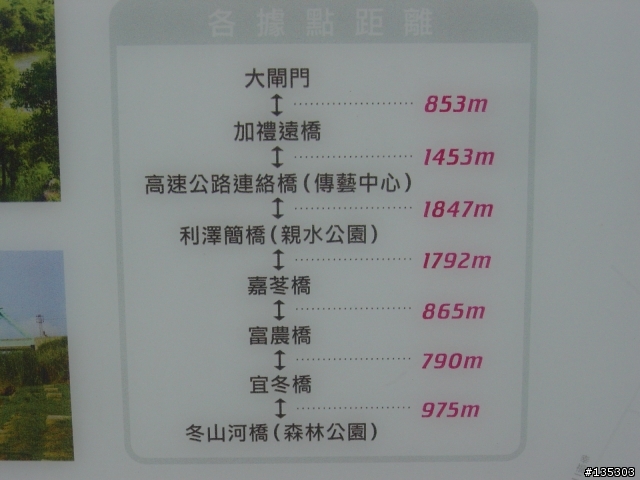 各據點距離
大閘門
853m
加禮遠橋
1453m
高速公路連絡橋(傳藝中心)
1847m
利澤簡橋(親水公園)
1792m
嘉苳橋
865m
富農橋
790m
宜冬橋
975m
冬山河橋(森林公園)
#135303